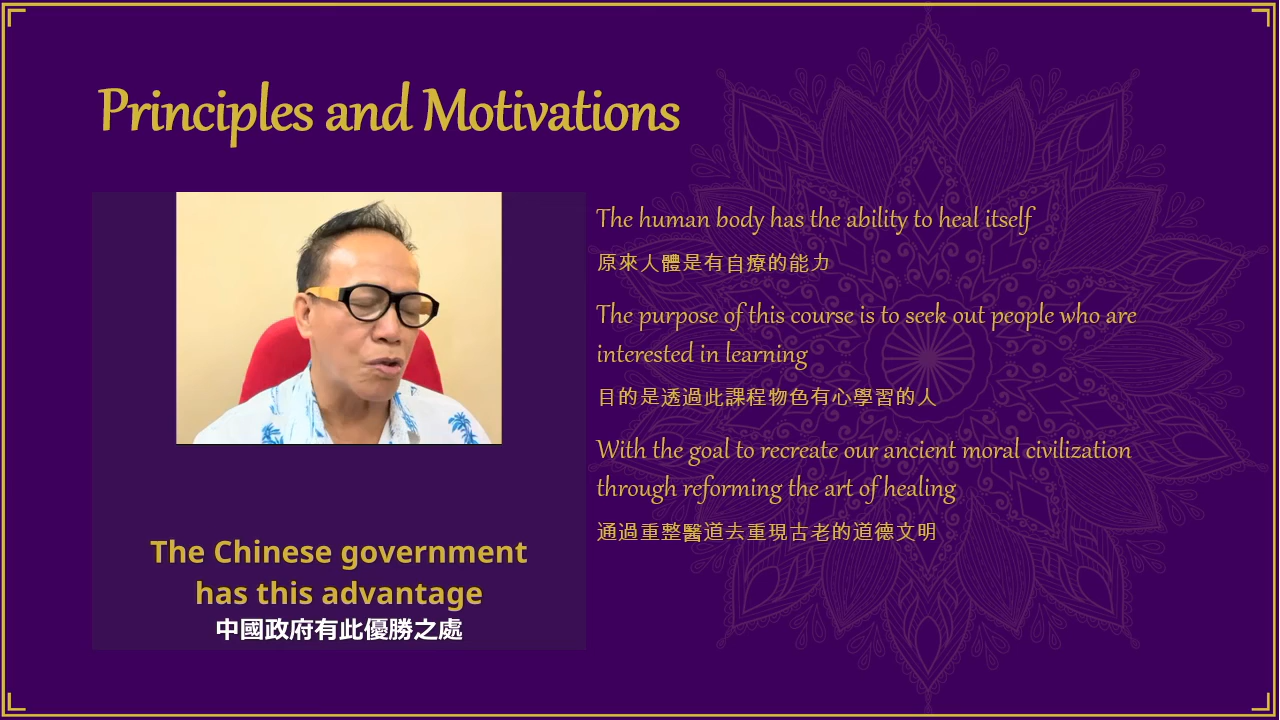 Principles and Motivations
The human body has the ability to heal itself
原來人體是有自療的能力
The purpose of this course is to seek out people who are
interested in learning
目的是透過此課程物色有心學習的人
With the goal to recreate our ancient moral civilization
through reforming the art of healing
通過重整醫道去重現古老的道德文明
The Chinese government
has this advantage
中國政府有此優勝之處